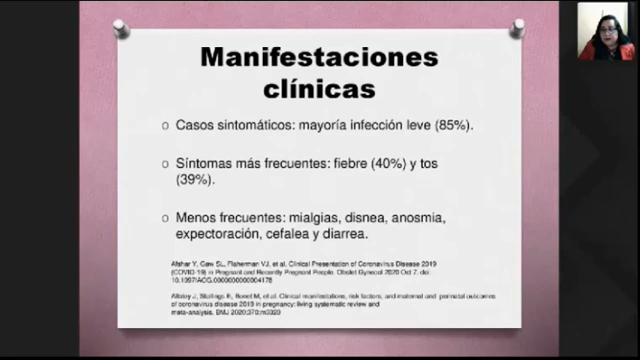 Manifestaciones
clínicas
o Casos sintomáticos: mayoría infección leve (85%).
o Síntomas más frecuentes: fiebre (40%) y tos
(39%).
o Menos frecuentes: mialgias, disnea, anosmia,
expectoración, cefalea y diarrea.
Afshar Y, Gaw SL, Flaherman VJ, et al. Clinical Presentation of Coronavirus Disease 2019
(COVID-19) in Pregnant and Recently Pregnant People. Obstet Gynecol 2020 Oct 7. doi:
10.1097/AOG.0000000000004178
Allotey J, Stallings E, Bonet M, et al. Clinical manifestations, risk factors, and maternal and perinatal outcomes
of coronavirus disease 2019 in pregnancy: living systematic review and
meta-analysis. BMJ 2020;370:m3320